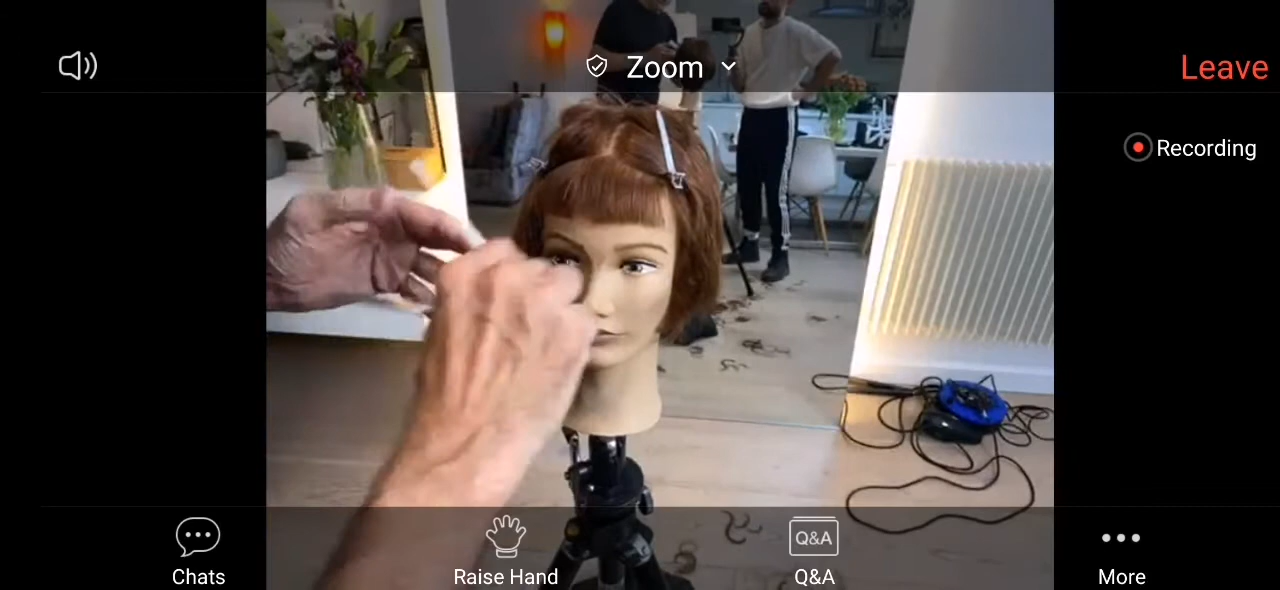 Zoom
Leave
Recording
Chats
Raise Hand
Q&A
Q&A
More